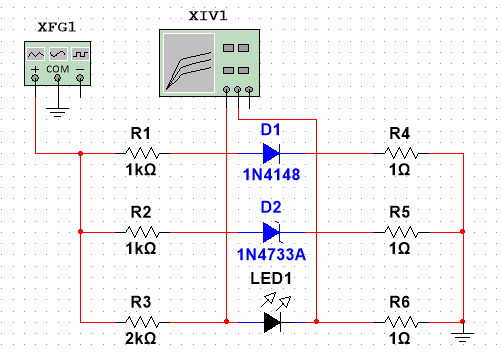 XFG1
XIV1
+ COM −
R1
1kΩ
D1
1N4148
R4
1Ω
R2
1kΩ
D2
1N4733A
R5
1Ω
R3
2kΩ
LED1
R6
1Ω